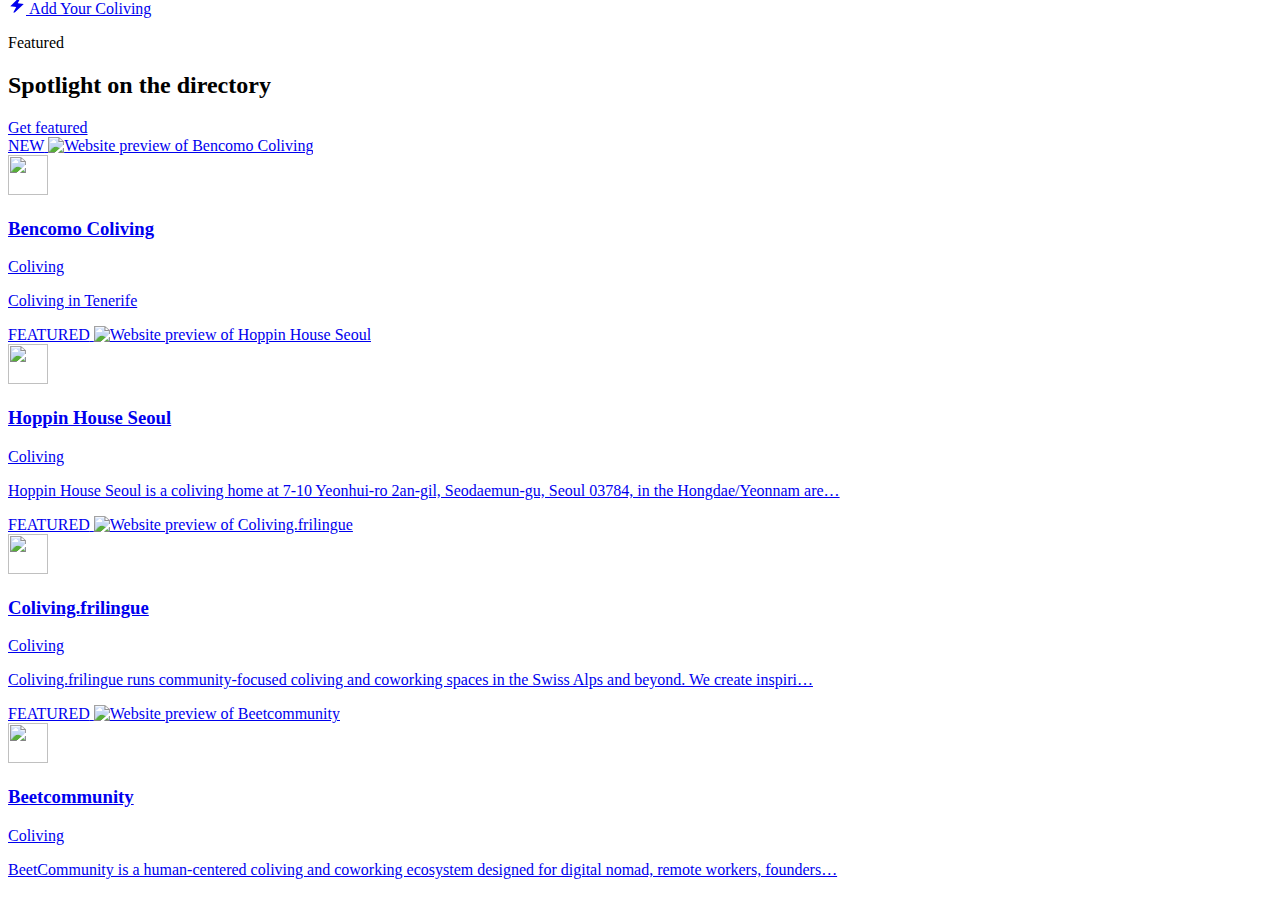 Add Your Coliving
Featured
Spotlight on the directory
Get featured
NEW Website preview of Bencomo Coliving
Bencomo Coliving
Coliving
Coliving in Tenerife
FEATURED Website preview of Hoppin House Seoul
Hoppin House Seoul
Coliving
Hoppin House Seoul is a coliving home at 7-10 Yeonhui-ro 2an-gil, Seodaemun-gu, Seoul 03784, in the Hongdae/Yeonnam are…
FEATURED Website preview of Coliving.frilingue
Coliving.frilingue
Coliving
Coliving.frilingue runs community-focused coliving and coworking spaces in the Swiss Alps and beyond. We create inspiri…
FEATURED Website preview of Beetcommunity
Beetcommunity
Coliving
BeetCommunity is a human-centered coliving and coworking ecosystem designed for digital nomad, remote workers, founders…